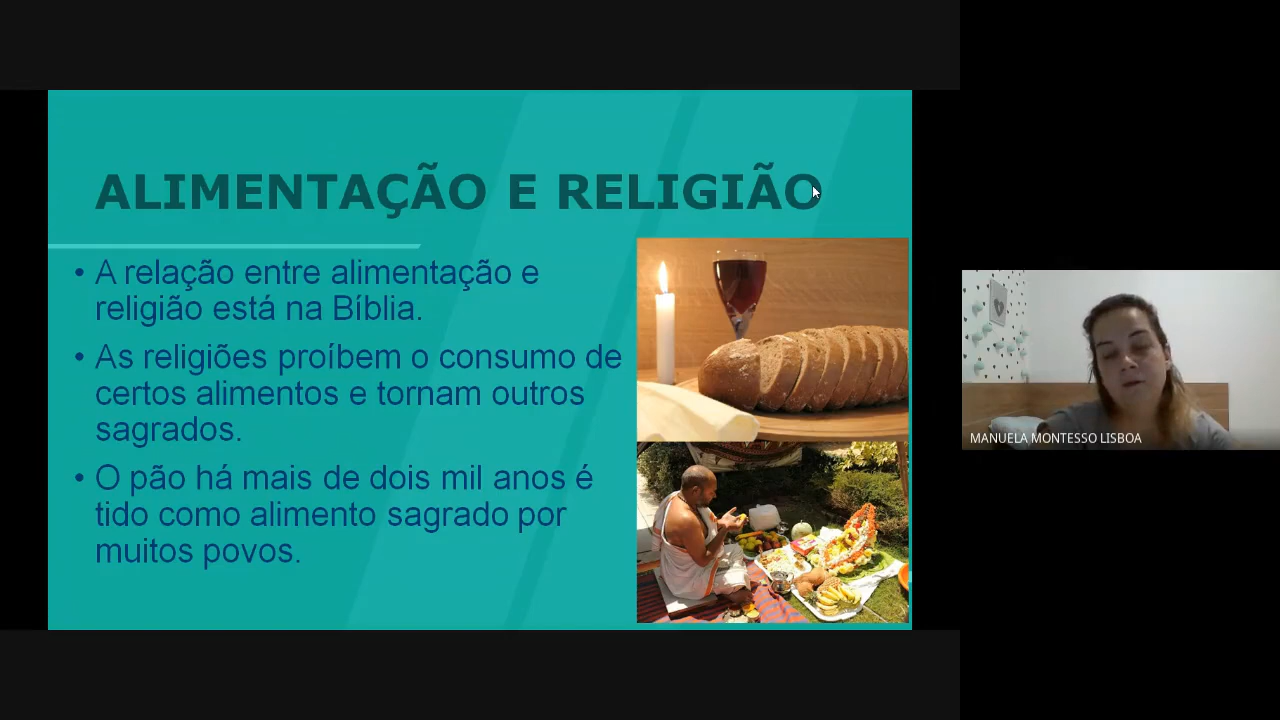 ALIMENTAÇÃO E RELIGIÃO
• A relação entre alimentação e
religião está na Bíblia.
• As religiões proíbem o consumo de
certos alimentos e tornam outros
sagrados.
• O pão há mais de dois mil anos é
tido como alimento sagrado por
muitos povos.
MANUELA MONTESSO LISBOA